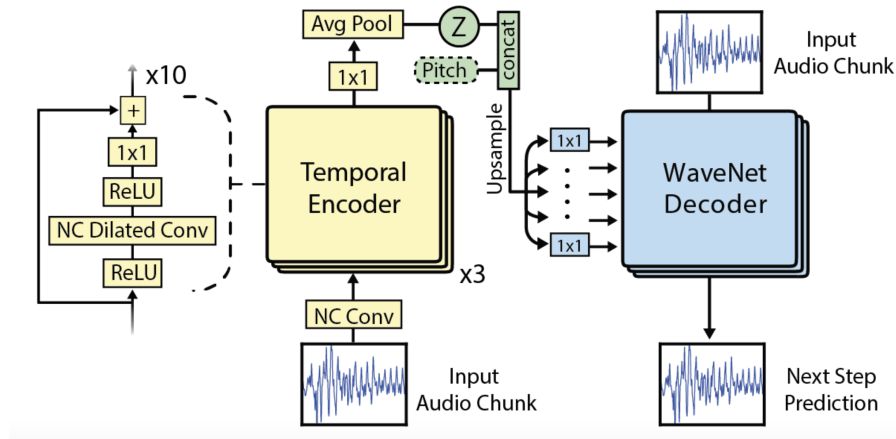 x10
+
1x1
ReLU
NC Dilated Conv
ReLU
Avg Pool
1x1
Temporal
Encoder
x3
NC Conv
Input
Audio Chunk
Z
Pitch
concat
Upsample
1x1
1x1
Input
Audio Chunk
WaveNet
Decoder
Next Step
Prediction